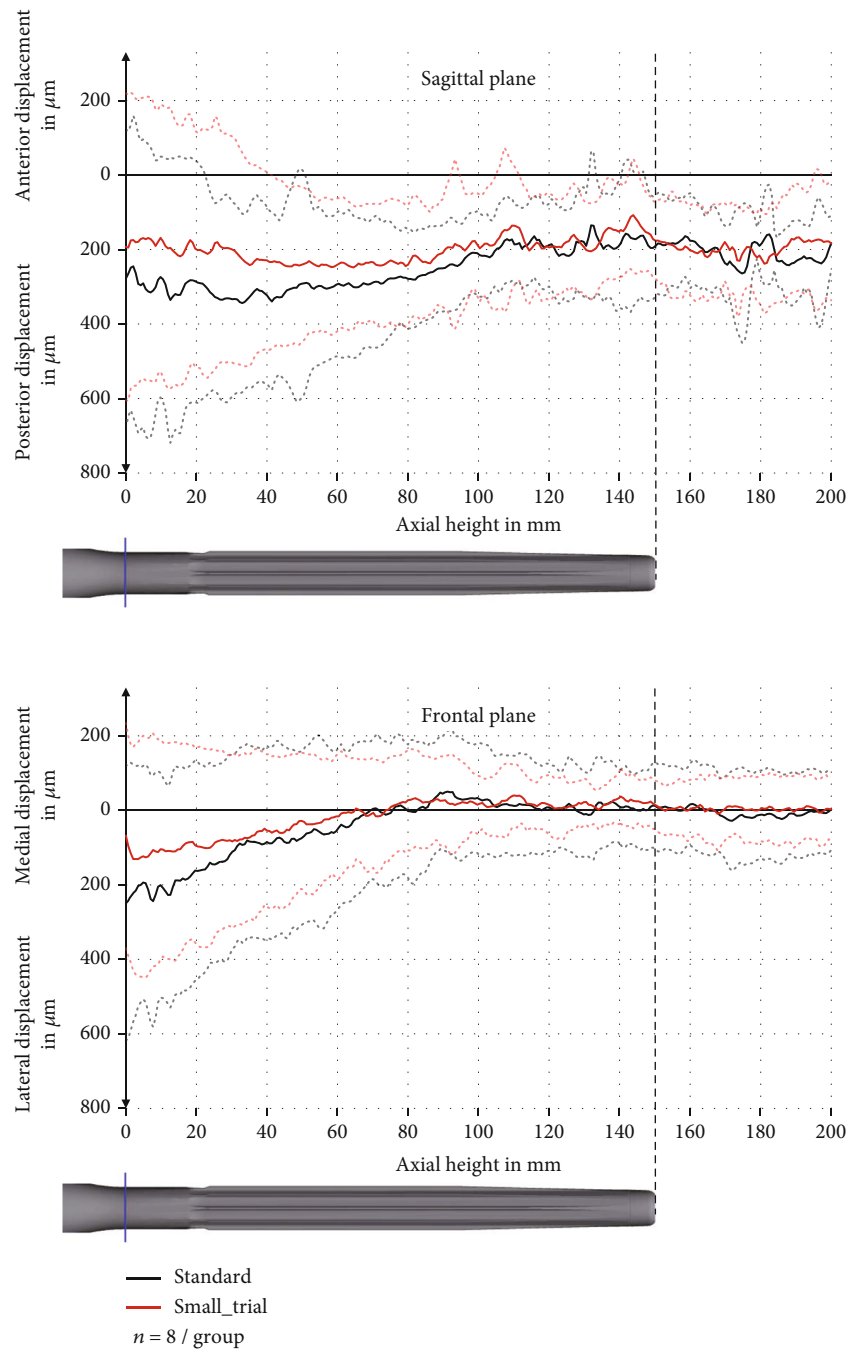 Sagittal plane
Anterior displacement
in μm
Posterior displacement
in μm
200
0
200
400
600
800
0 20 40 60 80 100 120 140 160 180 200
Axial height in mm
Frontal plane
Medial displacement
in μm
Lateral displacement
in μm
200
0
200
400
600
800
0 20 40 60 80 100 120 140 160 180 200
Axial height in mm
Standard
Small_trial
n = 8 / group